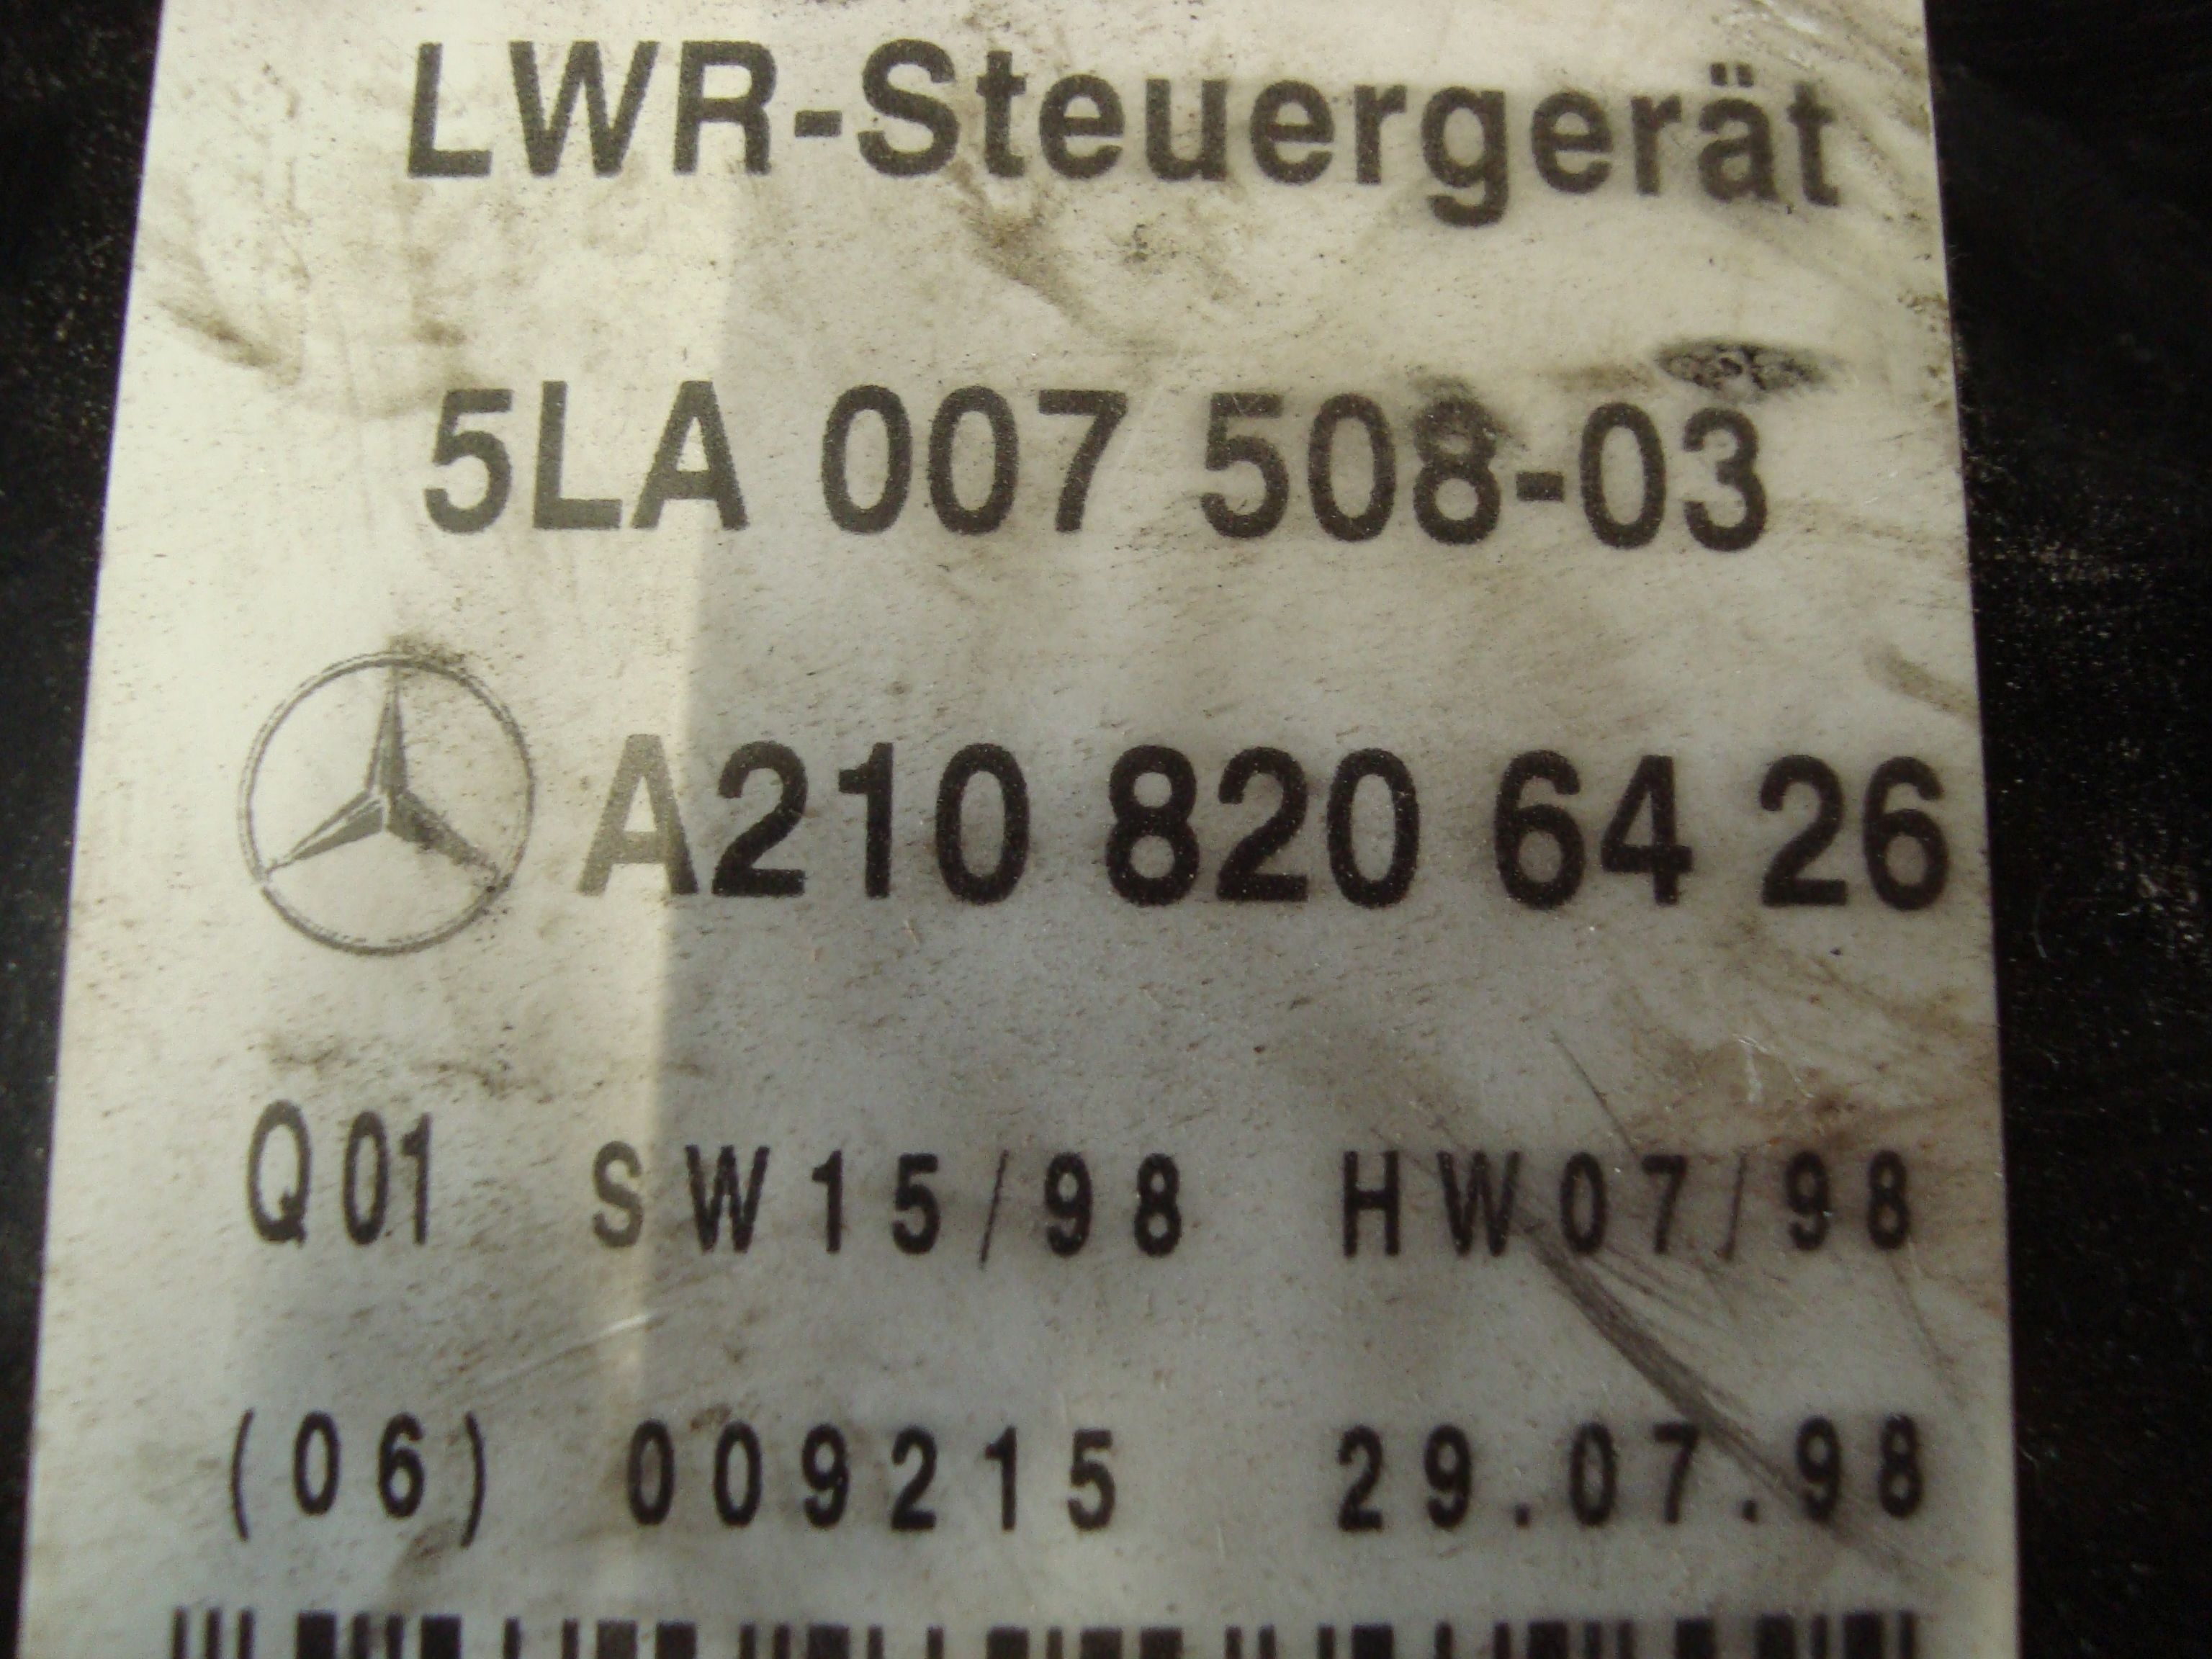 LWR-Steuergerät
5LA 007 508-03
A210 820 64 26
Q01 SW15/98 HW07/98
(06) 009215 29.07.98